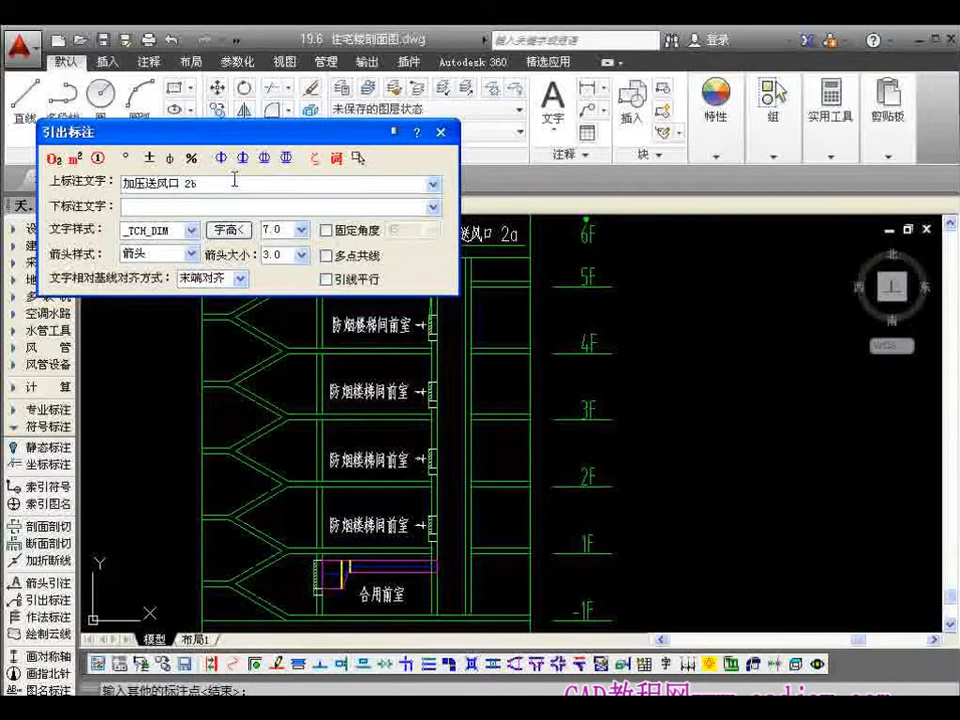 19.6 住宅楼剖面图.dwg
键入关键字或短语
登录
默认 插入 注释 布局 参数化 视图 管理 输出 插件 Autodesk 360 精选应用
直线
未保存的图层状态
文字
注释
插入
块
特性
组
实用工具
剪贴板
引出标注
上标注文字: 加压送风口 2b
下标注文字:
文字样式: _TCH_DIM 字高< 7.0 固定角度
箭头样式: 箭头 箭头大小: 3.0 多点共线
文字相对基线对齐方式: 末端对齐 引线平行
送风口 2a
6F
5F
4F
3F
2F
1F
-1F
防烟楼梯间前室
防烟楼梯间前室
防烟楼梯间前室
防烟楼梯间前室
合用前室
北
西 上 东
南
WCS
空调水路
水管工具
风 管
风管设备
计 算
专业标注
符号标注
静态标注
坐标标注
索引符号
索引图名
剖面剖切
断面剖切
加折断线
箭头引注
引出标注
作法标注
绘制云线
画对称轴
画指北针
图名标注
Y
X
模型 布局1
输入其他的标注点<结束>: